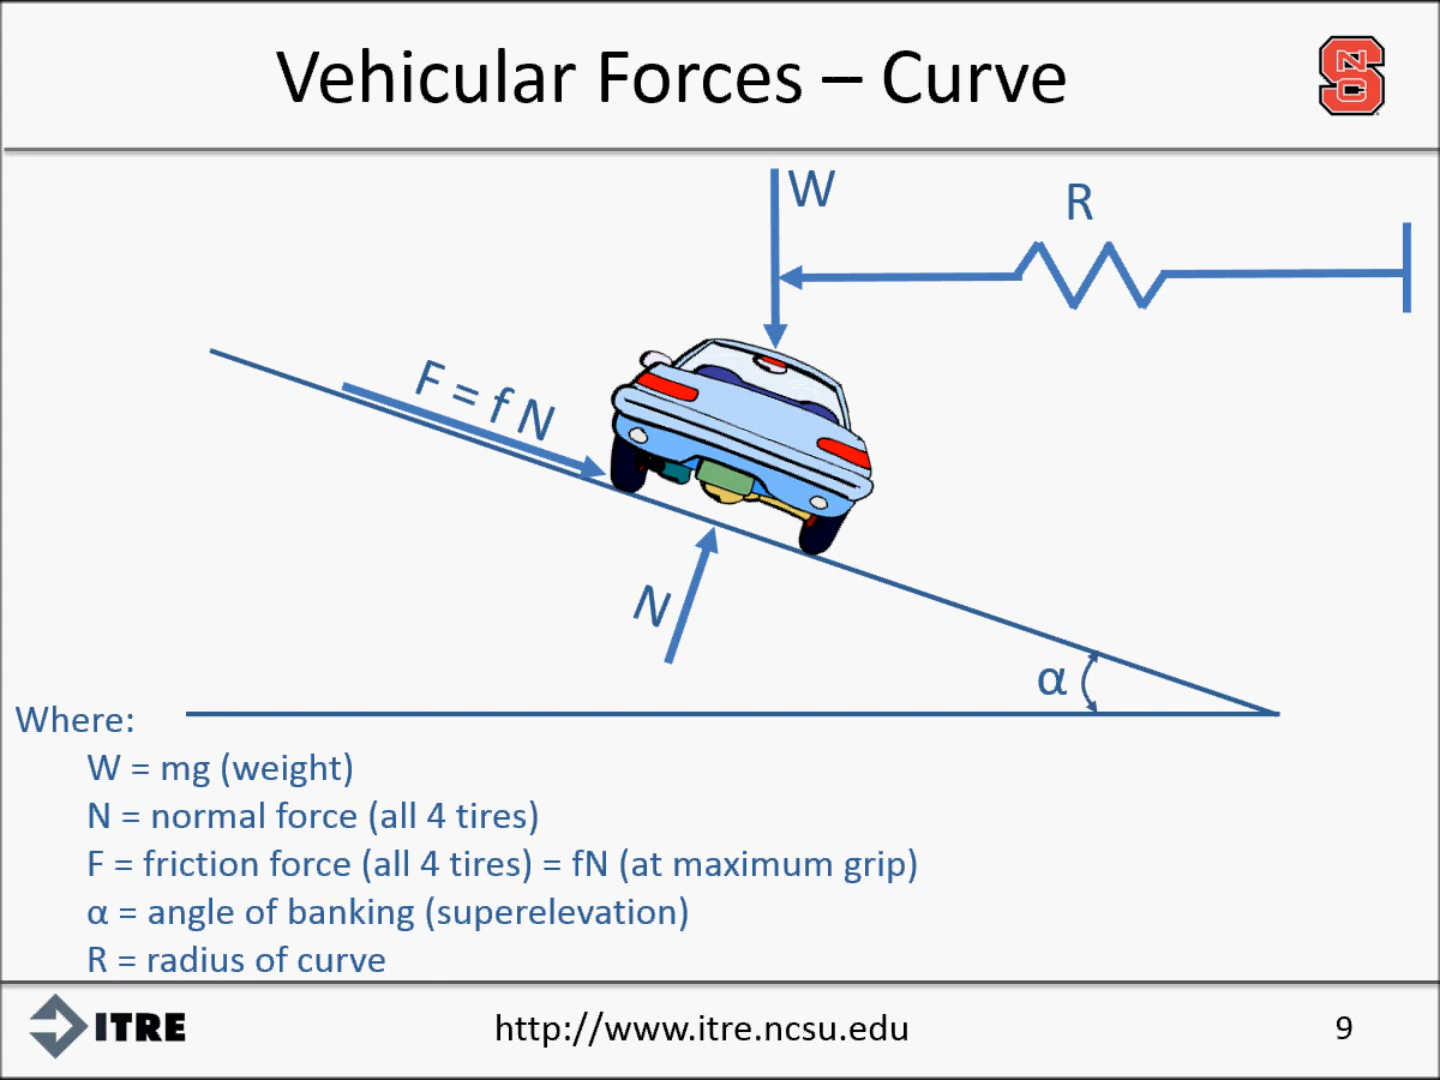 Vehicular Forces – Curve
NC S
W
R
F = f N
N
α
Where:
W = mg (weight)
N = normal force (all 4 tires)
F = friction force (all 4 tires) = fN (at maximum grip)
α = angle of banking (superelevation)
R = radius of curve
ITRE
http://www.itre.ncsu.edu
9